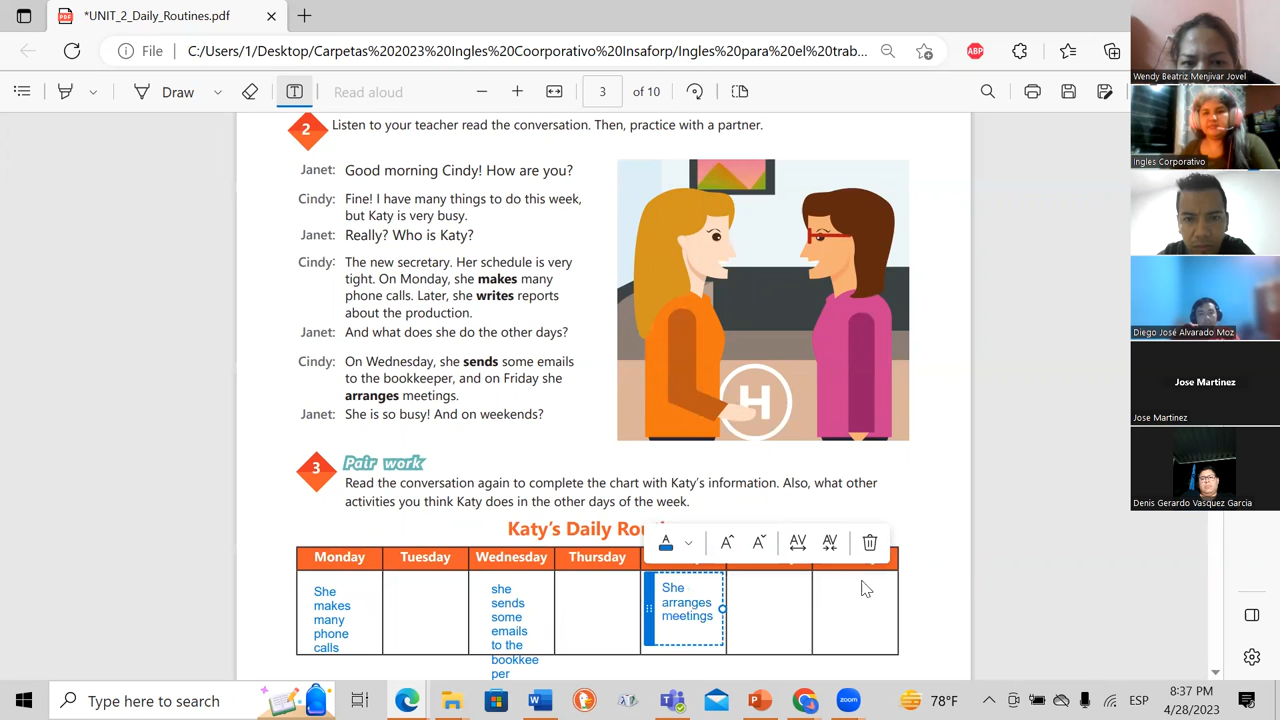 *UNIT_2_Daily_Routines.pdf
File
C:/Users/1/Desktop/Carpetas%202023%20Ingles%20Coorporativo%20Insaforp/Ingles%20para%20el%20trab...
ABP
Draw
Read aloud
3
of 10
2
Listen to your teacher read the conversation. Then, practice with a partner.
Janet: Good morning Cindy! How are you?
Cindy: Fine! I have many things to do this week,
but Katy is very busy.
Janet: Really? Who is Katy?
Cindy: The new secretary. Her schedule is very
tight. On Monday, she makes many
phone calls. Later, she writes reports
about the production.
Janet: And what does she do the other days?
Cindy: On Wednesday, she sends some emails
to the bookkeeper, and on Friday she
arranges meetings.
Janet: She is so busy! And on weekends?
H
3
Pair work
Read the conversation again to complete the chart with Katy's information. Also, what other
activities you think Katy does in the other days of the week.
Katy's Daily Rou
Monday
Tuesday
Wednesday
Thursday
She
makes
many
phone
calls
she
sends
some
emails
to the
bookkee
per
She
arranges
meetings
Wendy Beatriz Menjivar Jovel
Ingles Corporativo
Diego José Alvarado Moz
Jose Martinez
Jose Martinez
Denis Gerardo Vasquez Garcia
Type here to search
zoom
78°F
ESP
8:37 PM
4/28/2023